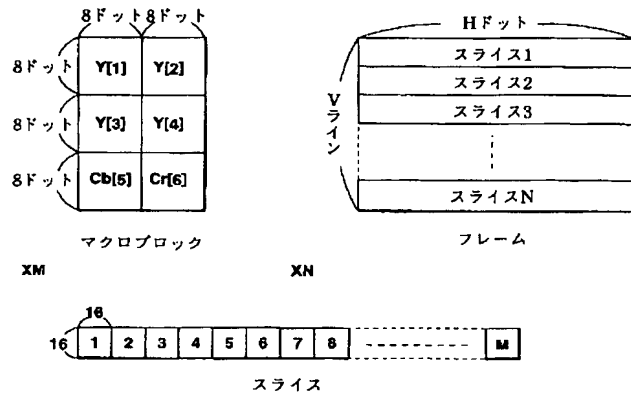 8ドット 8ドット
8ドット Y[1] Y[2]
8ドット Y[3] Y[4]
8ドット Cb[5] Cr[6]
マクロブロック
Hドット
Vライン
スライス1
スライス2
スライス3
スライスN
フレーム
XM
XN
16
16 1 2 3 4 5 6 7 8 M
スライス